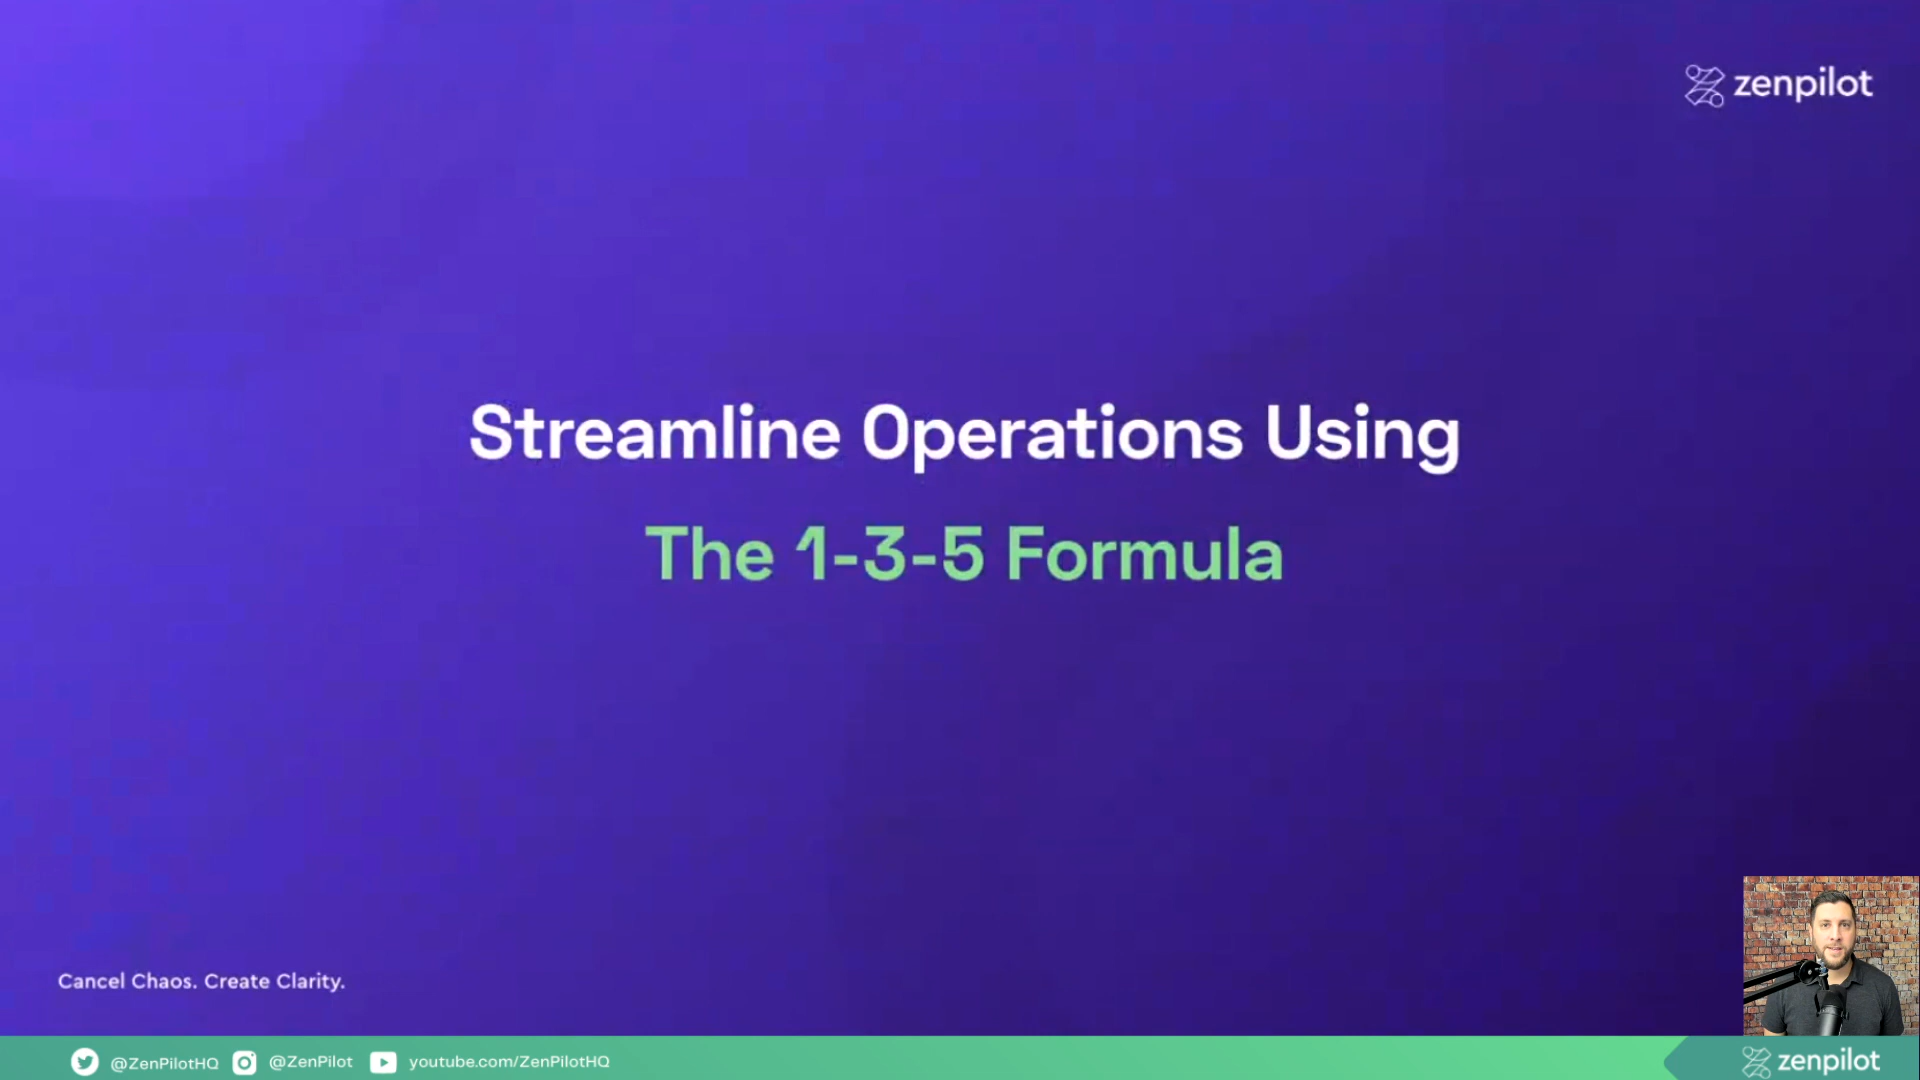 zenpilot
Streamline Operations Using
The 1-3-5 Formula
Cancel Chaos. Create Clarity.
@ZenPilotHQ @ZenPilot youtube.com/ZenPilotHQ zenpilot